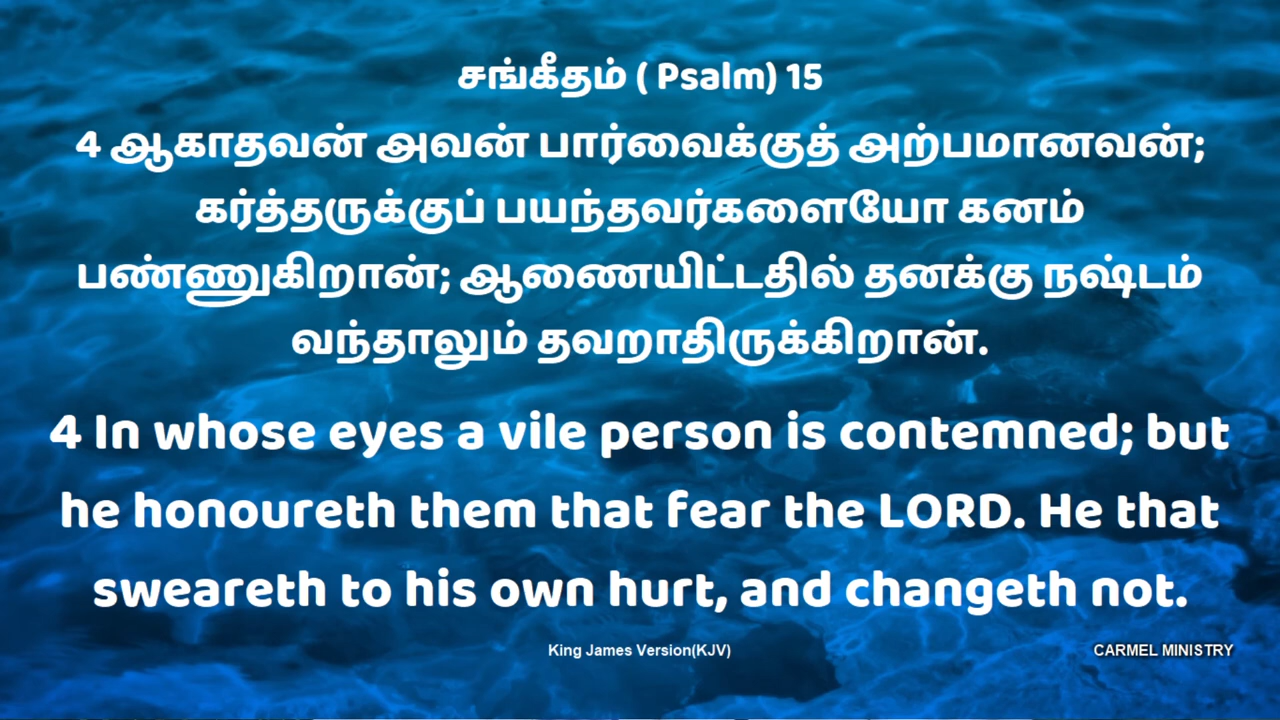 சங்கீதம் ( Psalm) 15
4 ஆகாதவன் அவன் பார்வைக்குத் அற்பமானவன்;
கர்த்தருக்குப் பயந்தவர்களையோ கனம்
பண்ணுகிறான்; ஆணையிட்டதில் தனக்கு நஷ்டம்
வந்தாலும் தவறாதிருக்கிறான்.
4 In whose eyes a vile person is contemned; but
he honoureth them that fear the LORD. He that
sweareth to his own hurt, and changeth not.
King James Version(KJV)
CARMEL MINISTRY